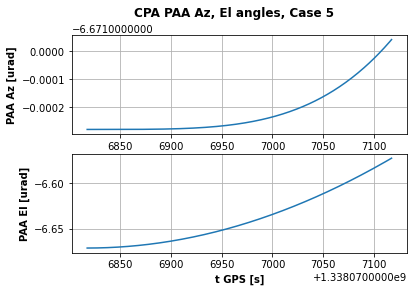 CPA PAA Az, El angles, Case 5
−6.6710000000
PAA Az [urad]
0.0000
−0.0001
−0.0002
6850 6900 6950 7000 7050 7100
PAA El [urad]
−6.60
−6.65
6850 6900 6950 7000 7050 7100
t GPS [s]
+1.3380700000e9